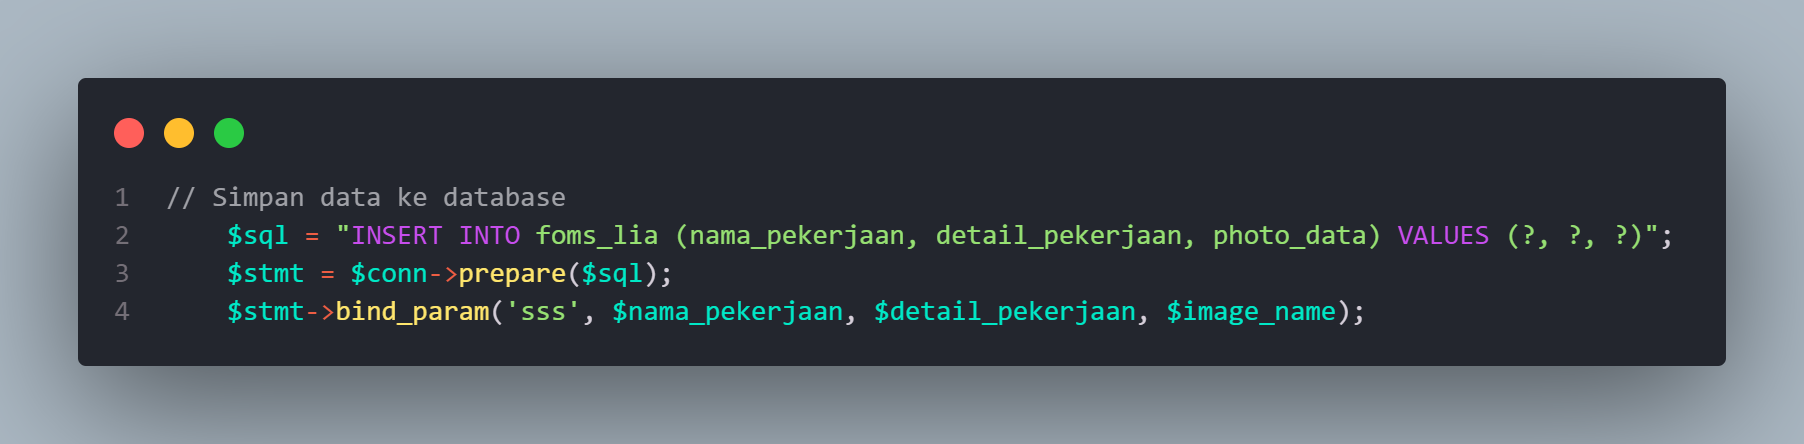 1 // Simpan data ke database
2     $sql = "INSERT INTO foms_lia (nama_pekerjaan, detail_pekerjaan, photo_data) VALUES (?, ?, ?)";
3     $stmt = $conn->prepare($sql);
4     $stmt->bind_param('sss', $nama_pekerjaan, $detail_pekerjaan, $image_name);